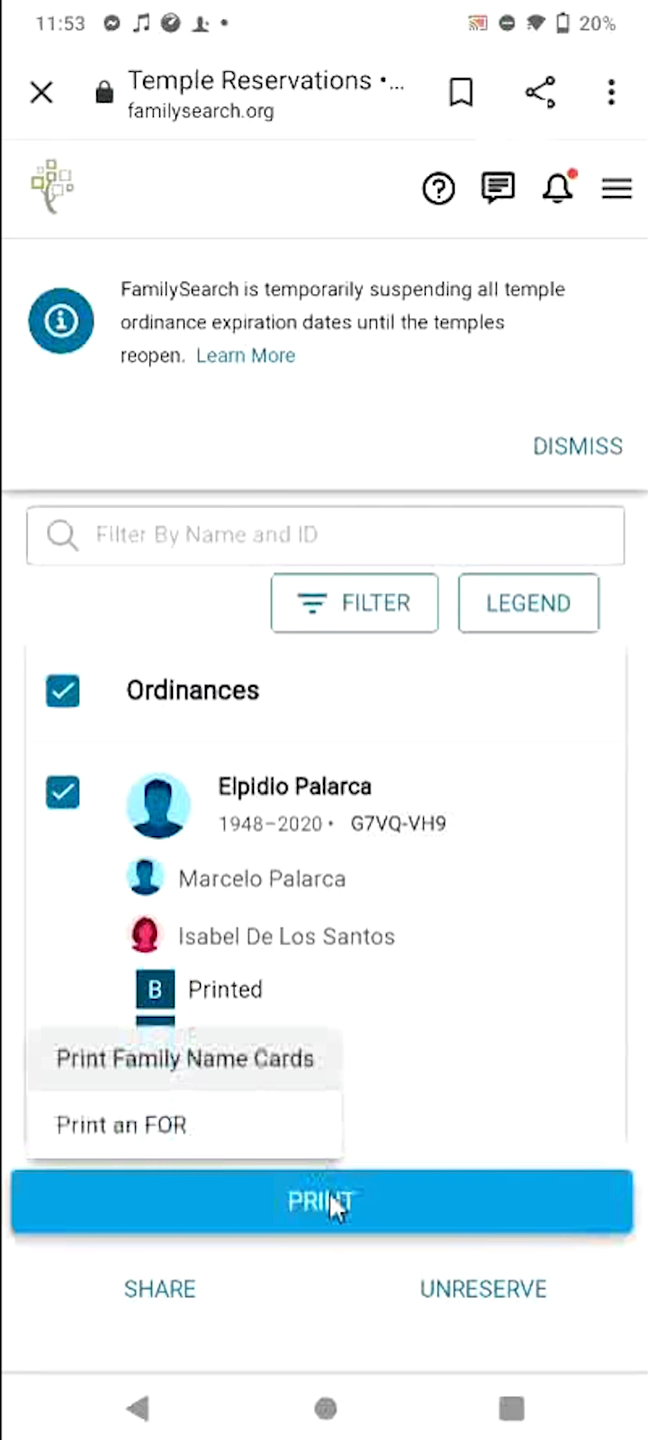 11:53
20%
Temple Reservations •...
familysearch.org
FamilySearch is temporarily suspending all temple
ordinance expiration dates until the temples
reopen. Learn More
DISMISS
Filter By Name and ID
FILTER
LEGEND
Ordinances
Elpidio Palarca
1948–2020 • G7VQ-VH9
Marcelo Palarca
Isabel De Los Santos
B Printed
Print Family Name Cards
Print an FOR
PRINT
SHARE
UNRESERVE